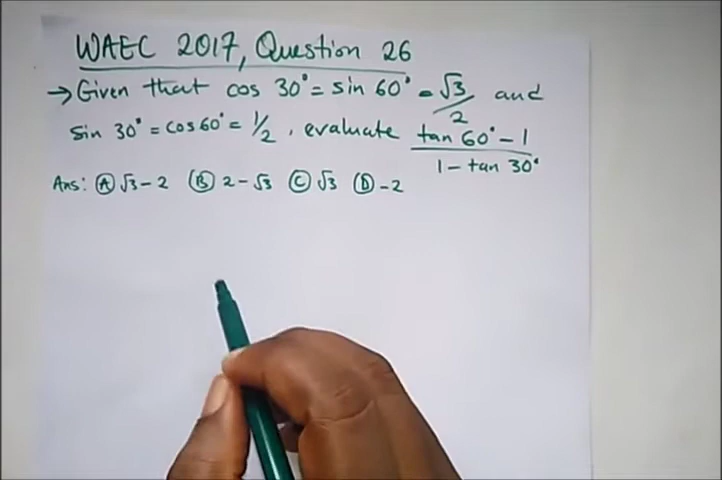 WAEC 2017, Question 26
→ Given that cos 30° = sin 60° = √3/2 and
sin 30° = cos 60° = 1/2, evaluate (tan 60° - 1)/(1 - tan 30°)
Ans: Ⓐ √3 - 2 Ⓑ 2 - √3 Ⓒ √3 Ⓓ -2